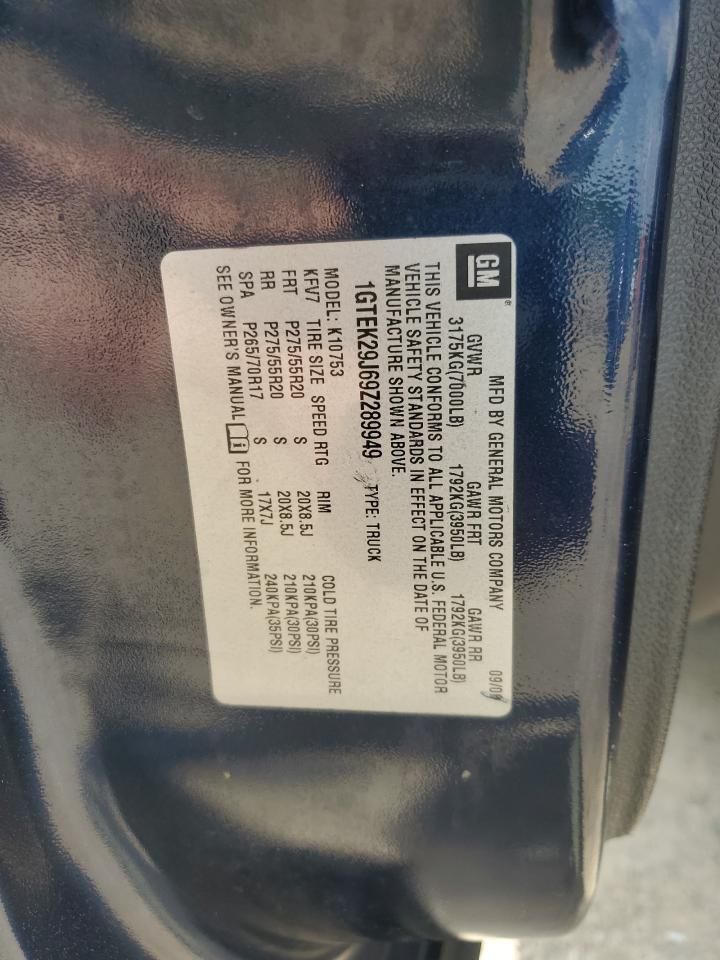 GM®
MFD BY GENERAL MOTORS COMPANY 09/09
GVWR GAWR FRT GAWR RR
3175KG(7000LB) 1792KG(3950LB) 1792KG(3950LB)
THIS VEHICLE CONFORMS TO ALL APPLICABLE U.S. FEDERAL MOTOR
VEHICLE SAFETY STANDARDS IN EFFECT ON THE DATE OF
MANUFACTURE SHOWN ABOVE.
1GTEK29J69Z289949 TYPE: TRUCK
MODEL: K10753
KFV7 TIRE SIZE SPEED RTG RIM COLD TIRE PRESSURE
FRT P275/55R20 S 20X8.5J 210KPA(30PSI)
RR P275/55R20 S 20X8.5J 210KPA(30PSI)
SPA P265/70R17 S 17X7J 240KPA(35PSI)
SEE OWNER'S MANUAL i FOR MORE INFORMATION.